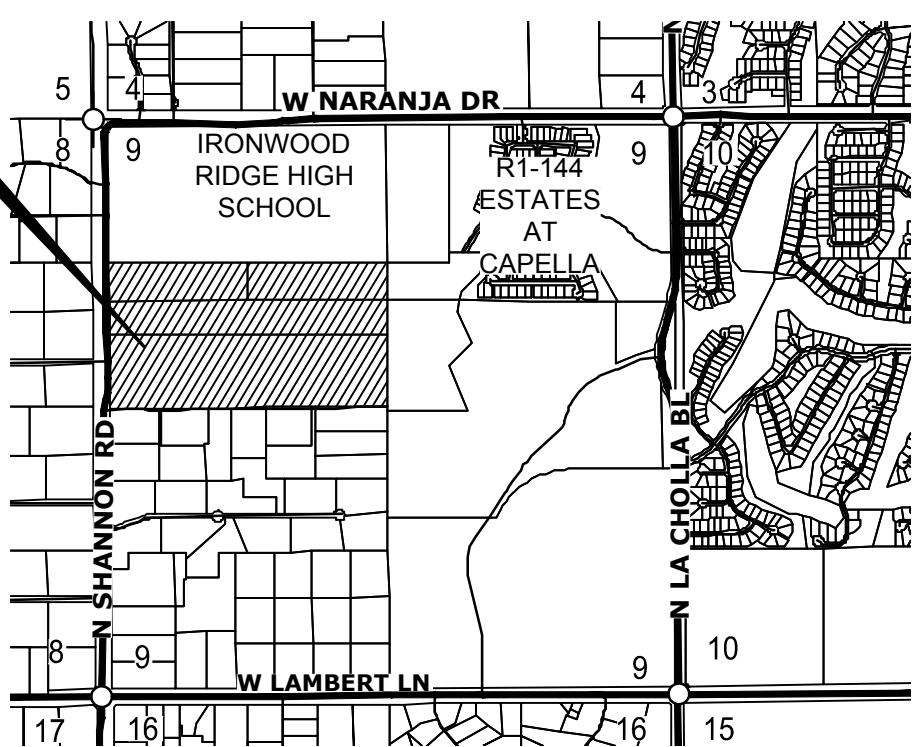 5
4
W NARANJA DR
4
3
8
9
IRONWOOD
RIDGE HIGH
SCHOOL
R1-144
ESTATES
AT
CAPELLA
9
10
N SHANNON RD
N LA CHOLLA BL
8
9
W LAMBERT LN
9
10
17
16
16
15